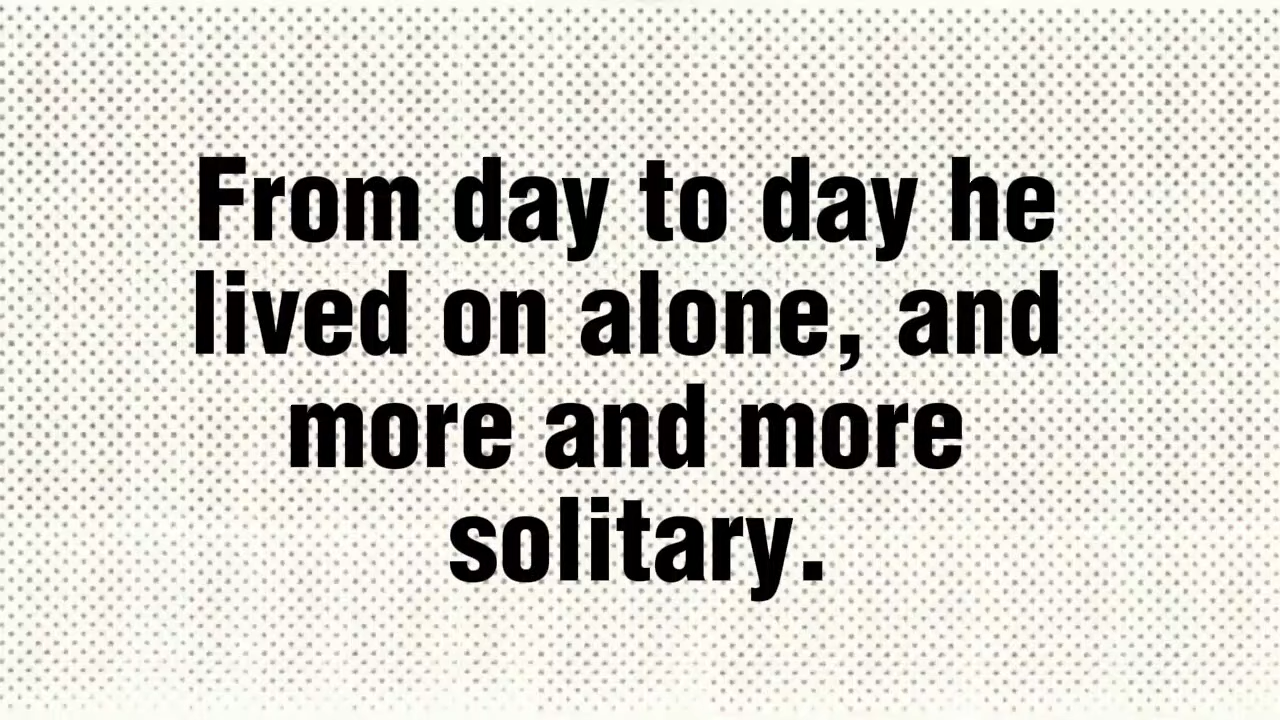 From day to day he
lived on alone, and
more and more
solitary.